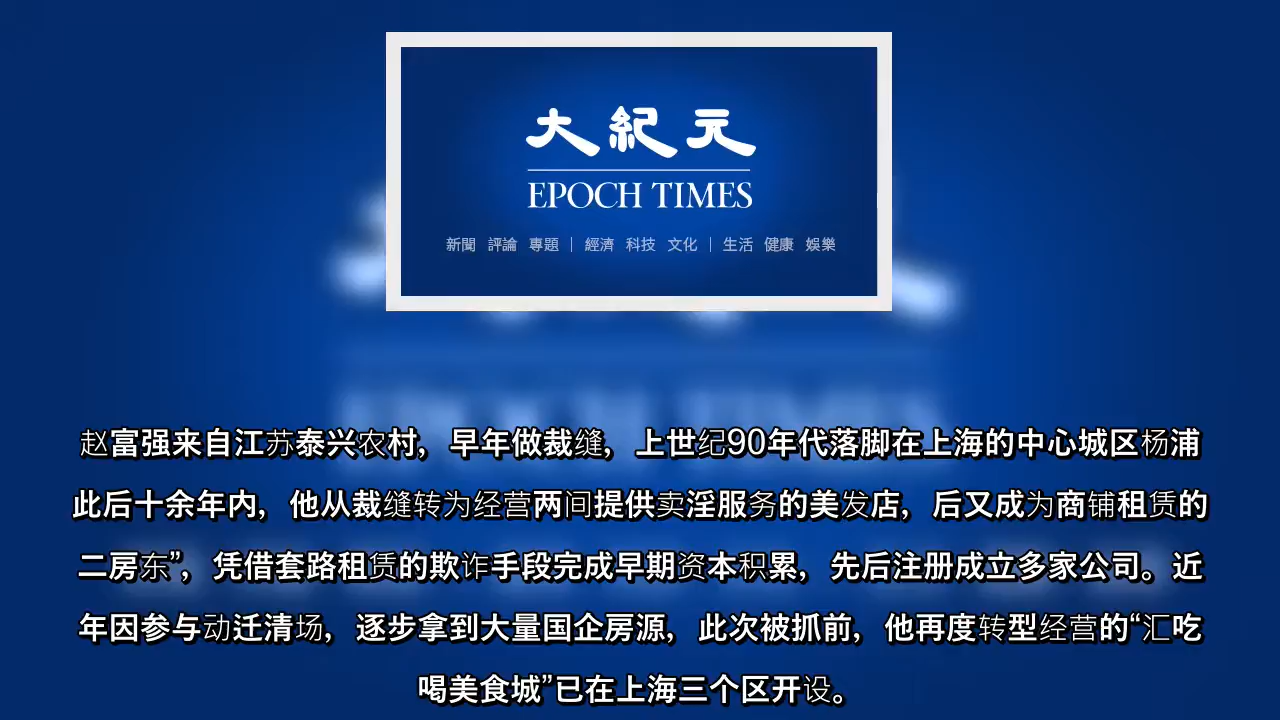 大紀元
EPOCH TIMES
新聞 評論 專題 | 經濟 科技 文化 | 生活 健康 娛樂
赵富强来自江苏泰兴农村，早年做裁缝，上世纪90年代落脚在上海的中心城区杨浦
此后十余年内，他从裁缝转为经营两间提供卖淫服务的美发店，后又成为商铺租赁的
二房东”，凭借套路租赁的欺诈手段完成早期资本积累，先后注册成立多家公司。近
年因参与动迁清场，逐步拿到大量国企房源，此次被抓前，他再度转型经营的“汇吃
喝美食城”已在上海三个区开设。